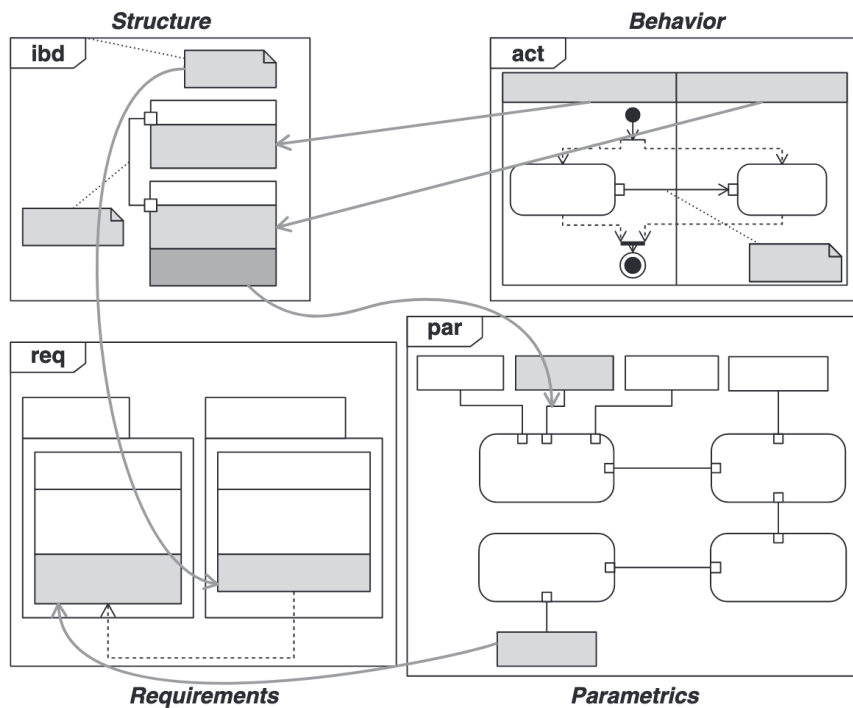 Structure
Behavior
ibd
act
req
par
Requirements
Parametrics